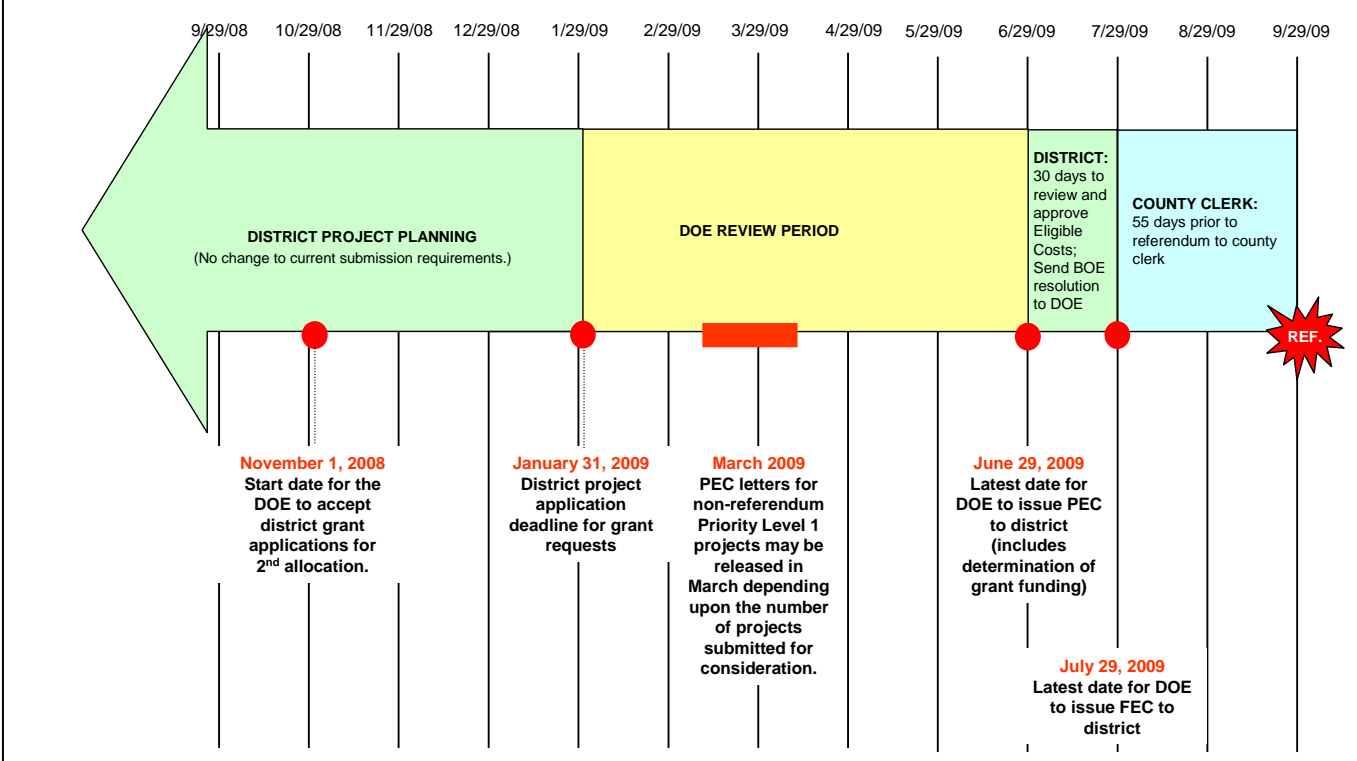 9/29/08 10/29/08 11/29/08 12/29/08 1/29/09 2/29/09 3/29/09 4/29/09 5/29/09 6/29/09 7/29/09 8/29/09 9/29/09
DISTRICT PROJECT PLANNING
(No change to current submission requirements.)
DOE REVIEW PERIOD
DISTRICT:
30 days to
review and
approve
Eligible
Costs;
Send BOE
resolution
to DOE
COUNTY CLERK:
55 days prior to
referendum to county
clerk
REF.
November 1, 2008
Start date for the
DOE to accept
district grant
applications for
2nd allocation.
January 31, 2009
District project
application
deadline for grant
requests
March 2009
PEC letters for
non-referendum
Priority Level 1
projects may be
released in
March depending
upon the number
of projects
submitted for
consideration.
June 29, 2009
Latest date for
DOE to issue PEC
to district
(includes
determination of
grant funding)
July 29, 2009
Latest date for DOE
to issue FEC to
district